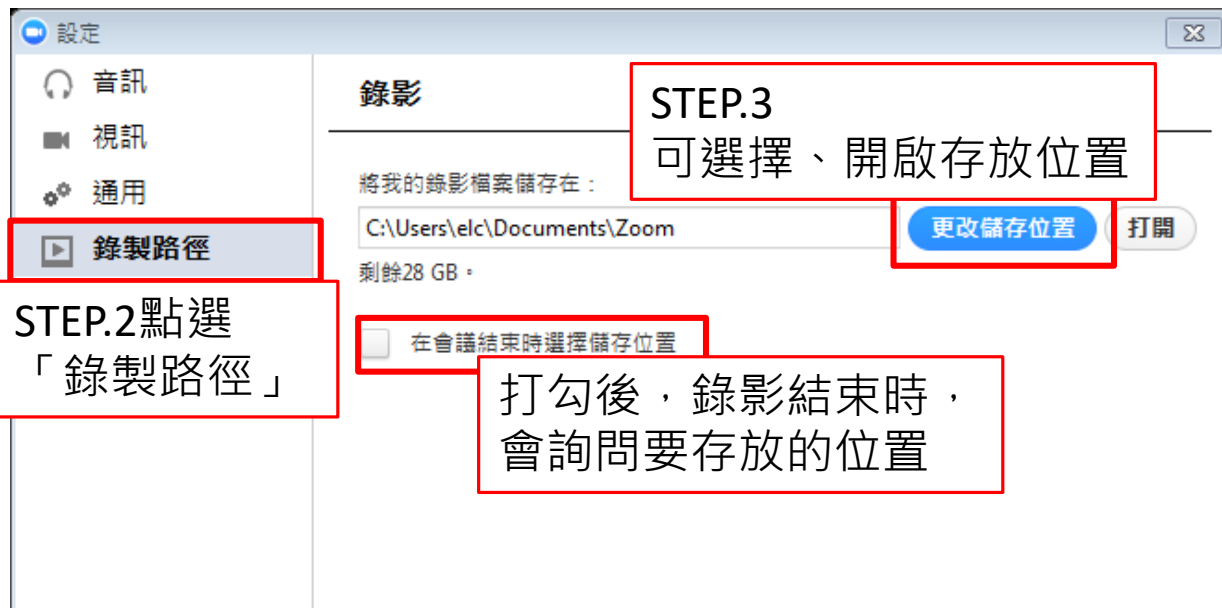 設定
音訊
視訊
通用
錄製路徑
STEP.2點選
「錄製路徑」
錄影
STEP.3
可選擇、開啟存放位置
將我的錄影檔案儲存在：
C:\Users\elc\Documents\Zoom
更改儲存位置
打開
剩餘28 GB。
在會議結束時選擇儲存位置
打勾後，錄影結束時，
會詢問要存放的位置